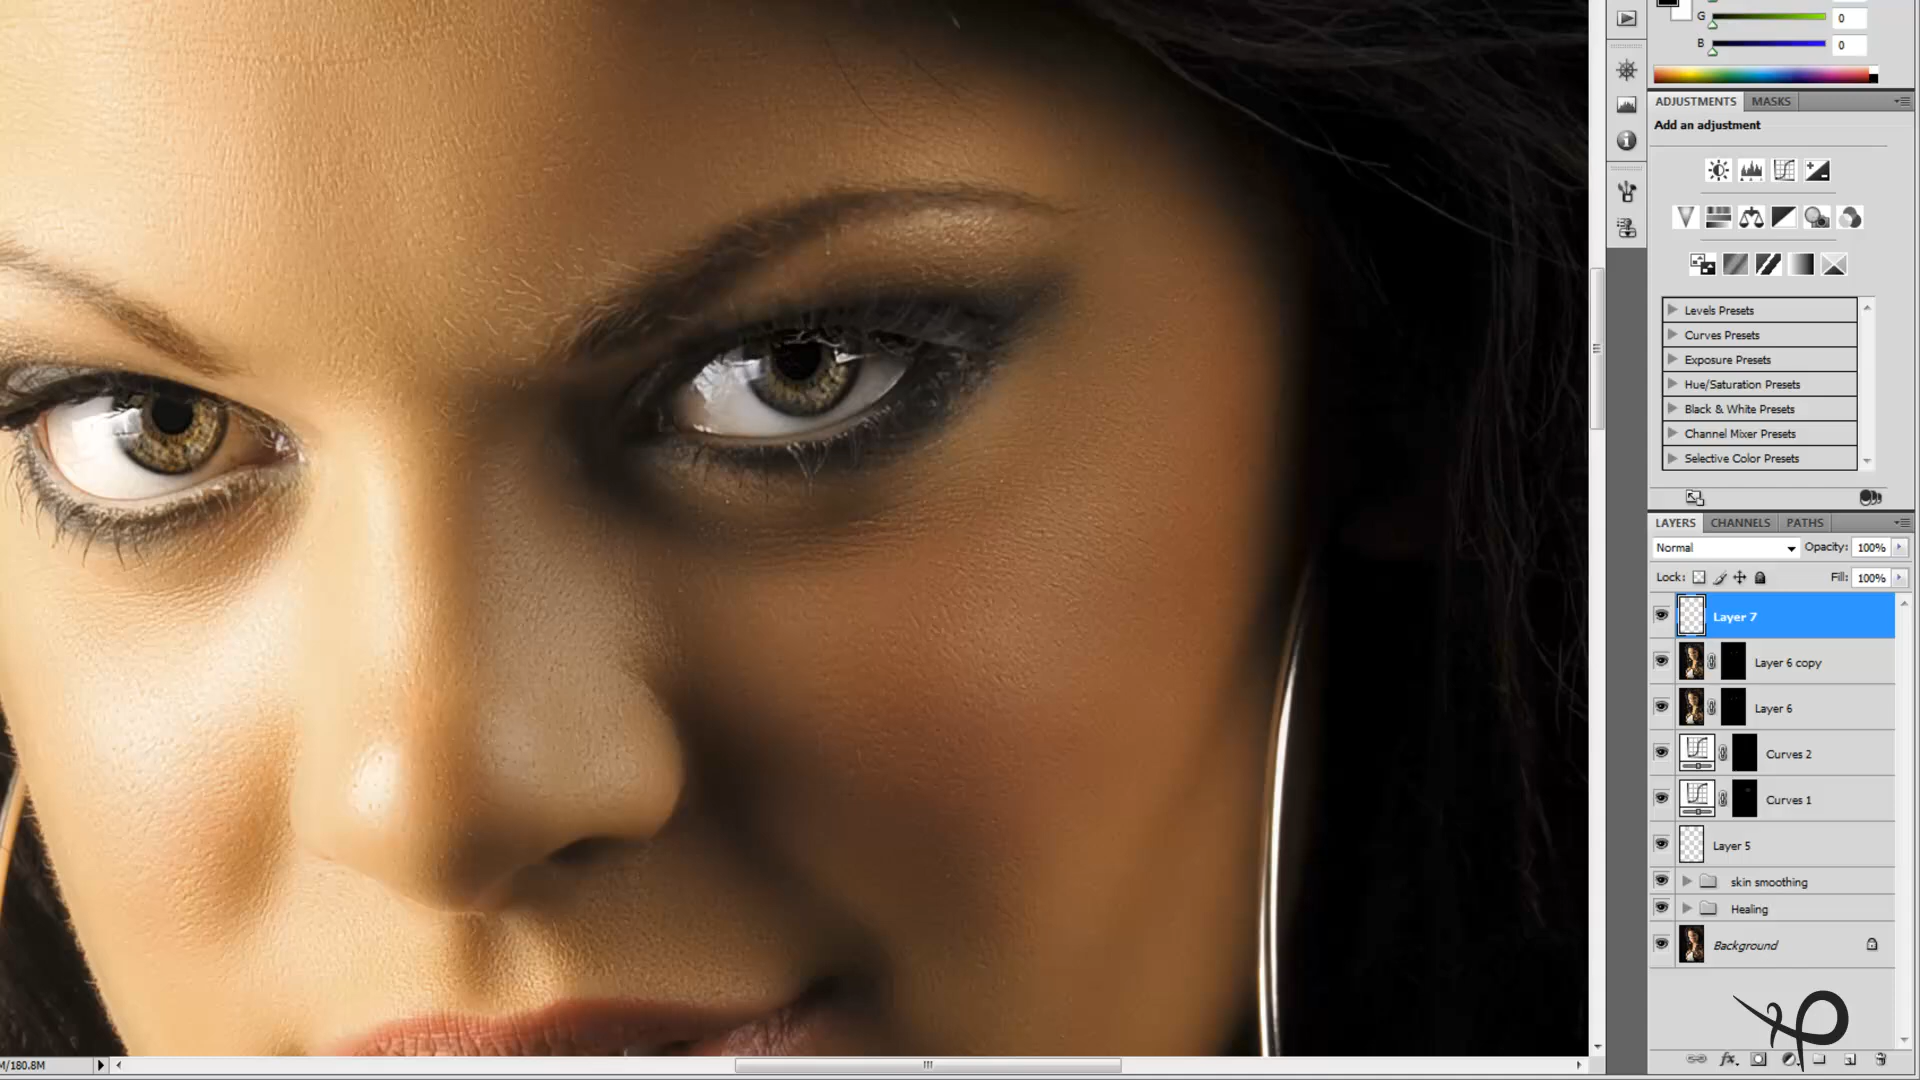 G 0
B 0
ADJUSTMENTS MASKS
Add an adjustment
Levels Presets
Curves Presets
Exposure Presets
Hue/Saturation Presets
Black & White Presets
Channel Mixer Presets
Selective Color Presets
LAYERS CHANNELS PATHS
Normal Opacity: 100%
Lock: Fill: 100%
Layer 7
Layer 6 copy
Layer 6
Curves 2
Curves 1
Layer 5
skin smoothing
Healing
Background
M/180.8M
fx